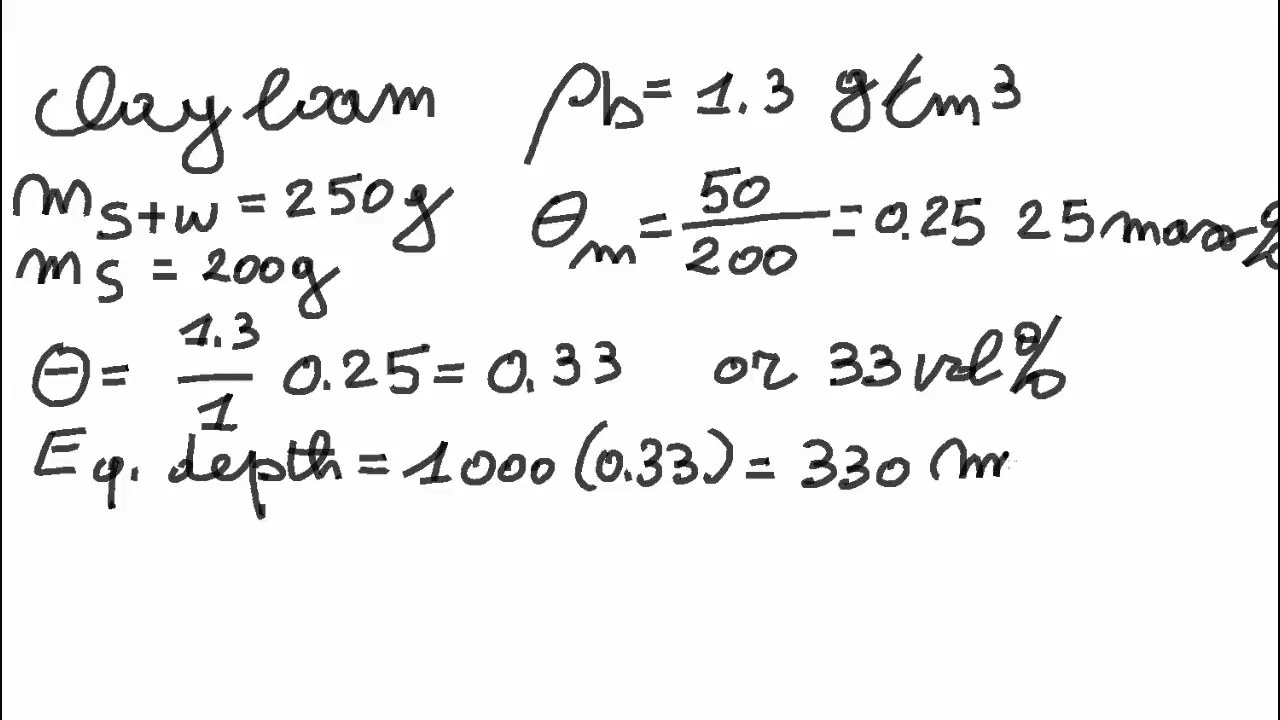 clay loam ρb = 1.3 g/cm3
ms+w = 250g θm = 50/200 = 0.25 25 mass%
ms = 200g
θ = 1.3/1 0.25 = 0.33 or 33 vol%
Eq. depth = 1000 (0.33) = 330 m